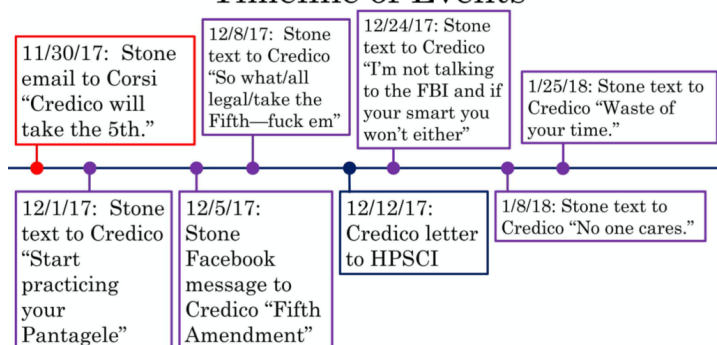 Timeline of Events
11/30/17: Stone
email to Corsi
“Credico will
take the 5th.”
12/8/17: Stone
text to Credico
“So what/all
legal/take the
Fifth—fuck em”
12/24/17: Stone
text to Credico
“I’m not talking
to the FBI and if
your smart you
won’t either”
1/25/18: Stone text to
Credico “Waste of
your time.”
12/1/17: Stone
text to Credico
“Start
practicing
your
Pantagele”
12/5/17:
Stone
Facebook
message to
Credico “Fifth
Amendment”
12/12/17:
Credico letter
to HPSCI
1/8/18: Stone text to
Credico “No one cares.”